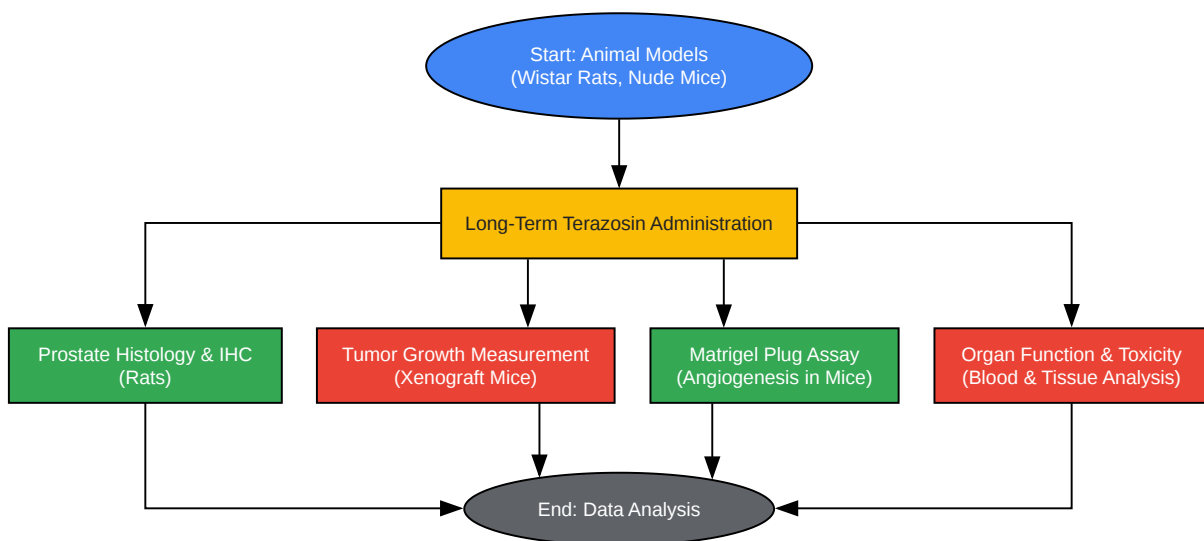 Start: Animal Models
(Wistar Rats, Nude Mice)
Long-Term Terazosin Administration
Prostate Histology & IHC
(Rats)
Tumor Growth Measurement
(Xenograft Mice)
Matrigel Plug Assay
(Angiogenesis in Mice)
Organ Function & Toxicity
(Blood & Tissue Analysis)
End: Data Analysis